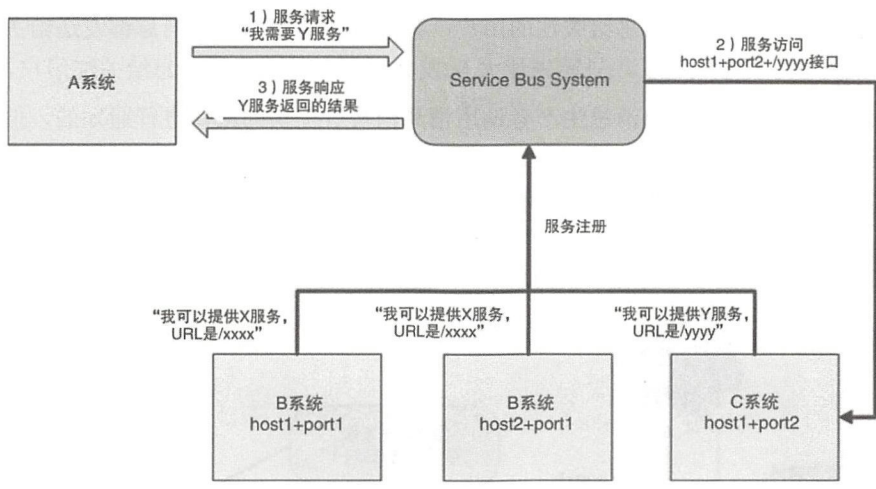 1）服务请求
“我需要Y服务”
A系统
3）服务响应
Y服务返回的结果
Service Bus System
2）服务访问
host1+port2+/yyyy接口
服务注册
“我可以提供X服务，
URL是/xxxx”
“我可以提供X服务，
URL是/xxxx”
“我可以提供Y服务，
URL是/yyyy”
B系统
host1+port1
B系统
host2+port1
C系统
host1+port2